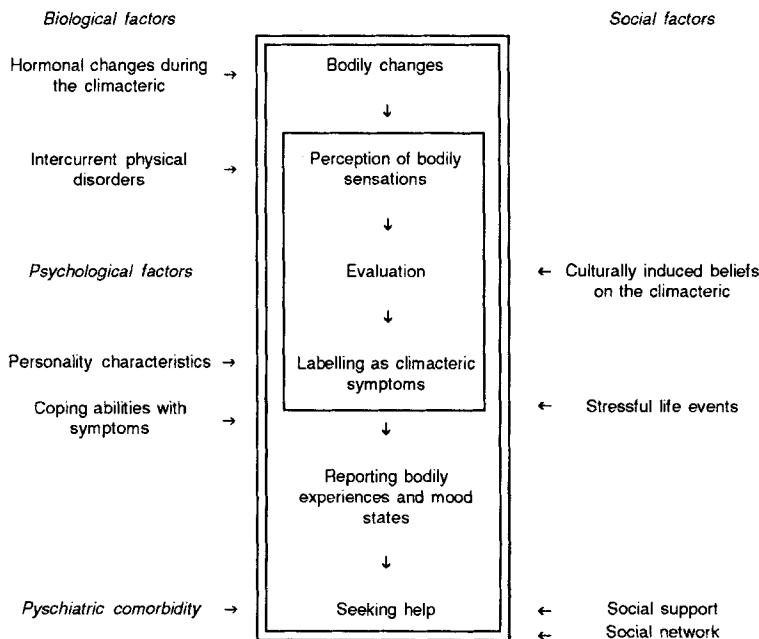 Biological factors
Social factors
Hormonal changes during
the climacteric
→
Bodily changes
↓
Intercurrent physical
disorders
→
Perception of bodily
sensations
↓
Psychological factors
Evaluation
← Culturally induced beliefs
on the climacteric
↓
Personality characteristics →
Labelling as climacteric
symptoms
Coping abilities with
symptoms
→
← Stressful life events
↓
Reporting bodily
experiences and mood
states
↓
Pyschiatric comorbidity →
Seeking help
← Social support
← Social network